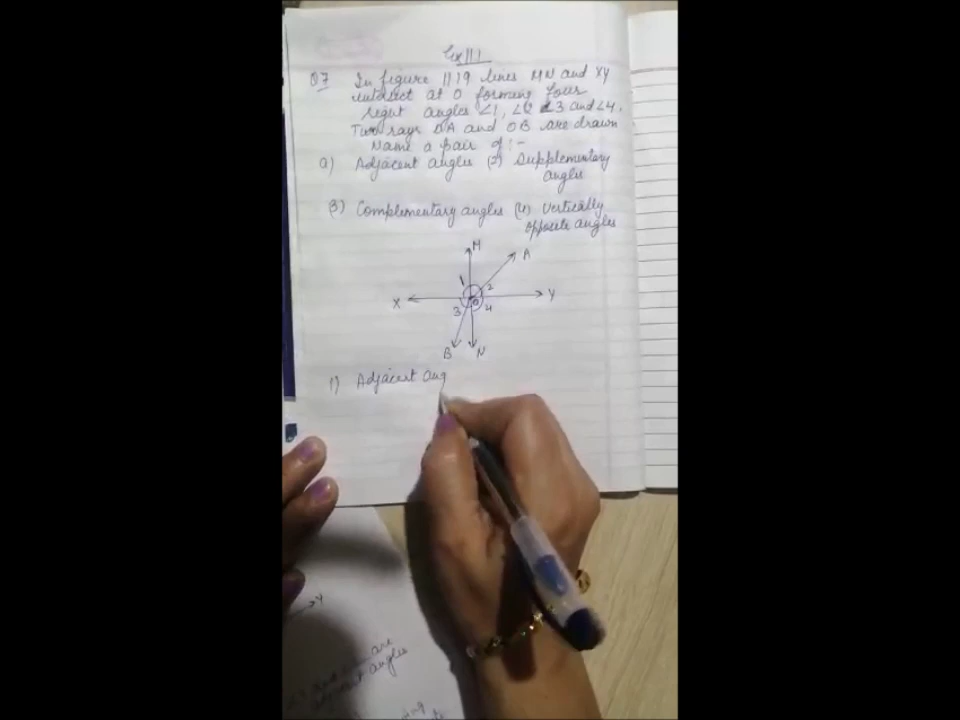 Ex 11.1
Q7 In figure 11.19 lines MN and XY
intersect at O forming four
right angles ∠1, ∠2 ∠3 and ∠4.
Two rays OA and OB are drawn
Name a pair of :-
a) Adjacent angles (2) Supplementary
angles
(3) Complementary angles (4) Vertically
opposite angles
M
A
1
2
X
O
Y
3
4
B
N
1) Adjacent ang
Y
are
angles